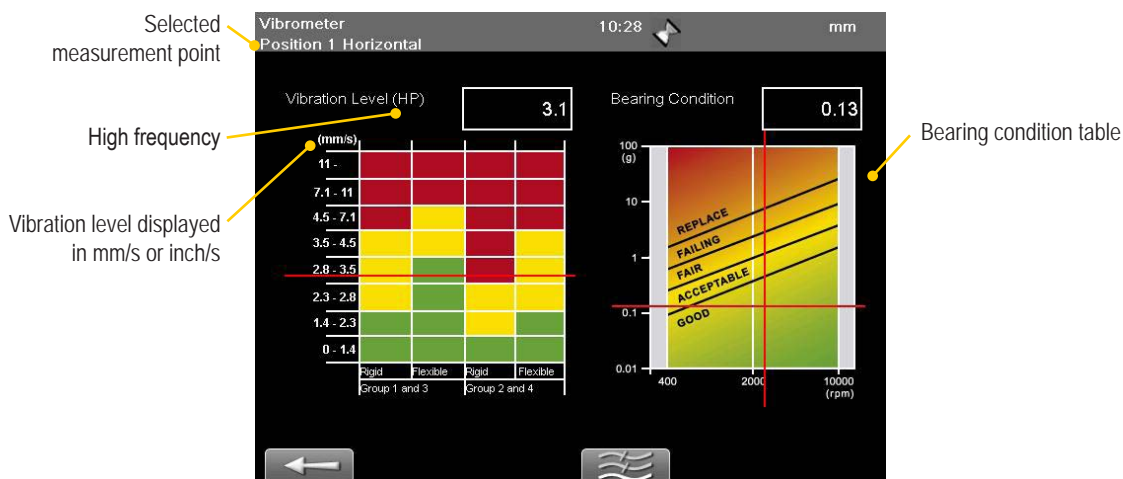 Selected
measurement point
High frequency
Vibration level displayed
in mm/s or inch/s
Vibrometer
Position 1 Horizontal
10:28
mm
Vibration Level (HP)
3.1
(mm/s)
11 -
7.1 - 11
4.5 - 7.1
3.5 - 4.5
2.8 - 3.5
2.3 - 2.8
1.4 - 2.3
0 - 1.4
Rigid Flexible Rigid Flexible
Group 1 and 3 Group 2 and 4
Bearing Condition
0.13
100
(g)
10
1
0.1
0.01
REPLACE
FAILING
FAIR
ACCEPTABLE
GOOD
400 2000 10000
(rpm)
Bearing condition table